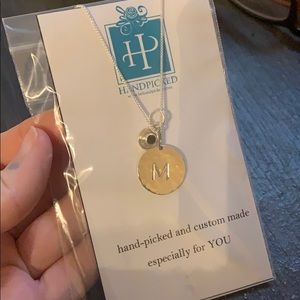 HP
HANDPICKED
M
hand-picked and custom made
especially for YOU